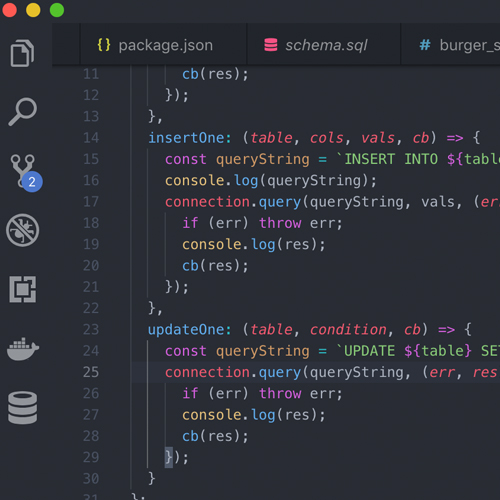 { } package.json schema.sql # burger_s
11 cb(res);
12 });
13 },
14 insertOne: (table, cols, vals, cb) => {
15 const queryString = `INSERT INTO ${tabl
16 console.log(queryString);
17 connection.query(queryString, vals, (er
18 if (err) throw err;
19 console.log(res);
20 cb(res);
21 });
22 },
23 updateOne: (table, condition, cb) => {
24 const queryString = `UPDATE ${table} SE
25 connection.query(queryString, (err, res
26 if (err) throw err;
27 console.log(res);
28 cb(res);
29 });
30 }
31 };
2